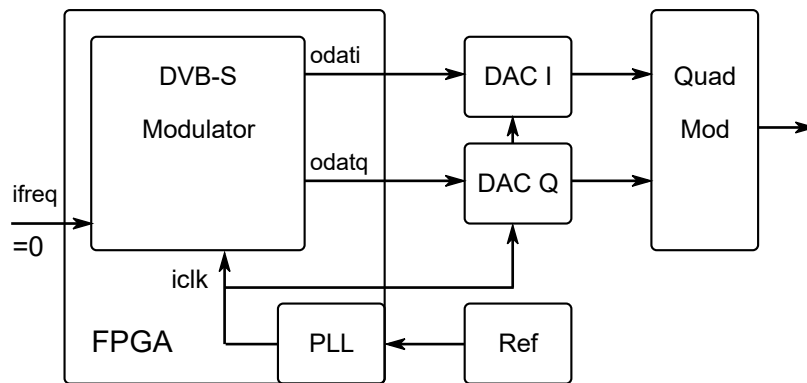 DVB-S
Modulator
odati
DAC I
Quad
Mod
odatq
DAC Q
ifreq
=0
iclk
FPGA
PLL
Ref